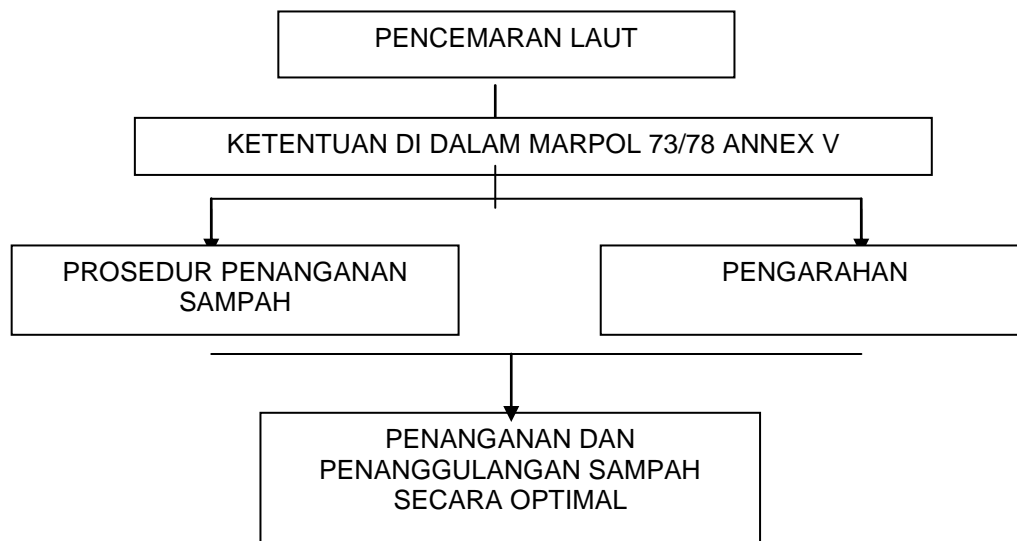 PENCEMARAN LAUT
KETENTUAN DI DALAM MARPOL 73/78 ANNEX V
PROSEDUR PENANGANAN
SAMPAH
PENGARAHAN
PENANGANAN DAN
PENANGGULANGAN SAMPAH
SECARA OPTIMAL